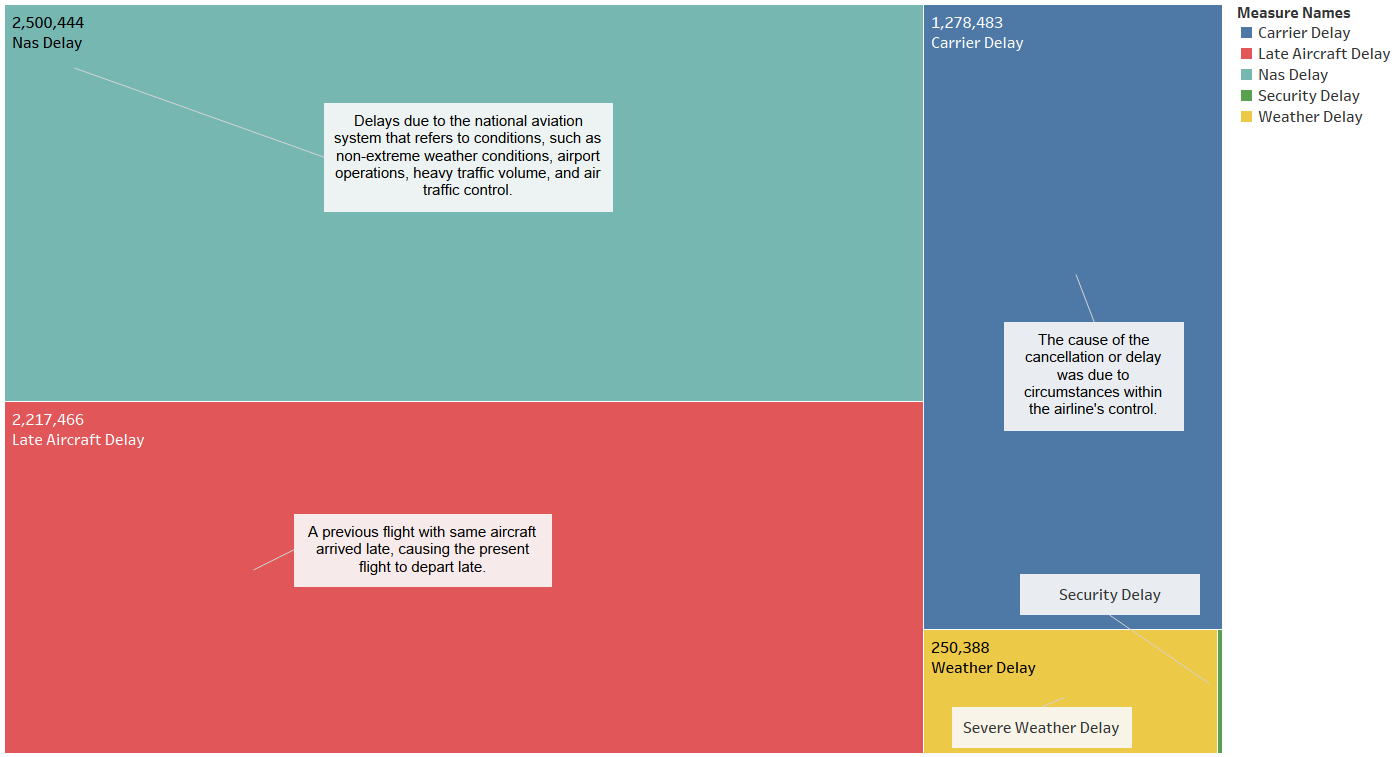 2,500,444
Nas Delay
Delays due to the national aviation
system that refers to conditions, such as
non-extreme weather conditions, airport
operations, heavy traffic volume, and air
traffic control.
1,278,483
Carrier Delay
The cause of the
cancellation or delay
was due to
circumstances within
the airline's control.
2,217,466
Late Aircraft Delay
A previous flight with same aircraft
arrived late, causing the present
flight to depart late.
Security Delay
250,388
Weather Delay
Severe Weather Delay
Measure Names
Carrier Delay
Late Aircraft Delay
Nas Delay
Security Delay
Weather Delay